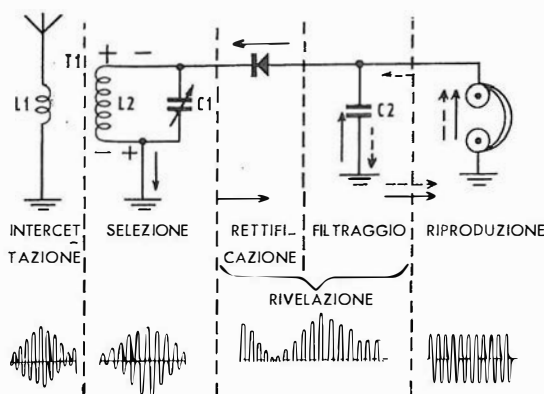 T1
+ -
L1
L2
C1
C2
- +
INTERCET
TAZIONE
SELEZIONE
RETTIFI-
CAZIONE
FILTRAGGIO
RIPRODUZIONE
RIVELAZIONE